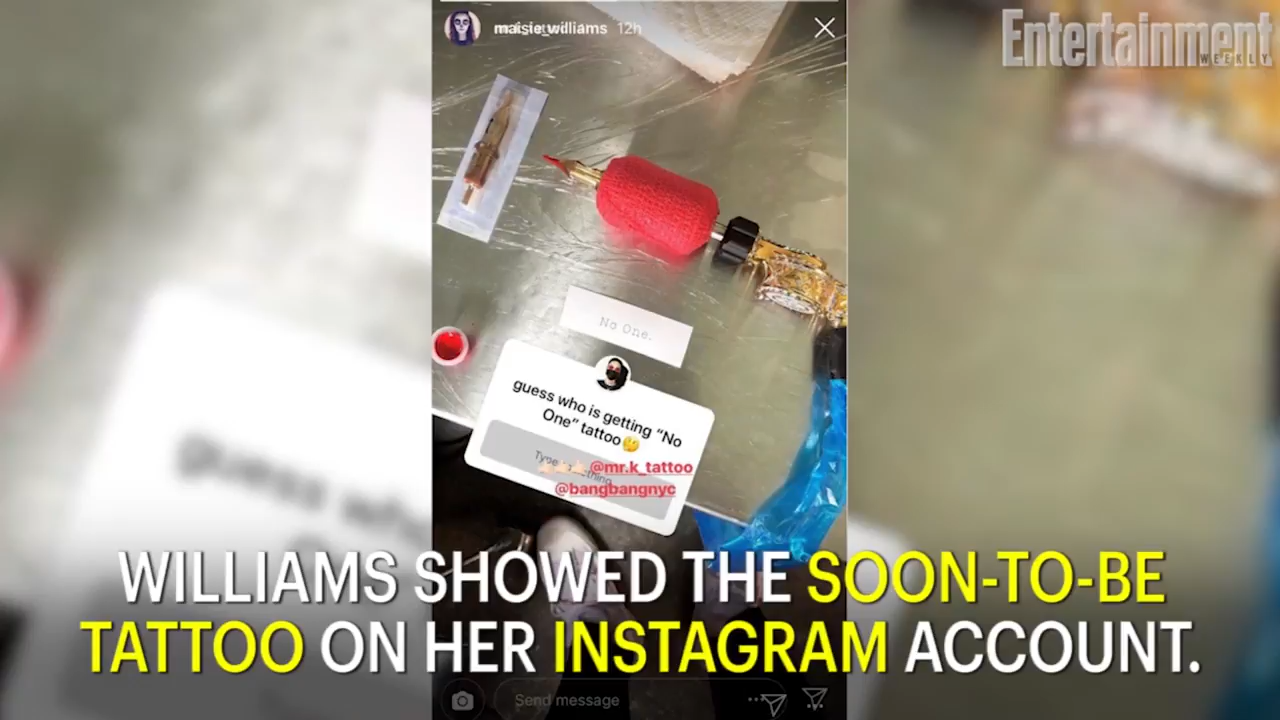 maisie_williams 12h
Entertainment
WEEKLY
No One.
guess who is getting “No
One” tattoo🤔
@mr.k_tattoo
@bangbangnyc
WILLIAMS SHOWED THE SOON-TO-BE
TATTOO ON HER INSTAGRAM ACCOUNT.
Send message